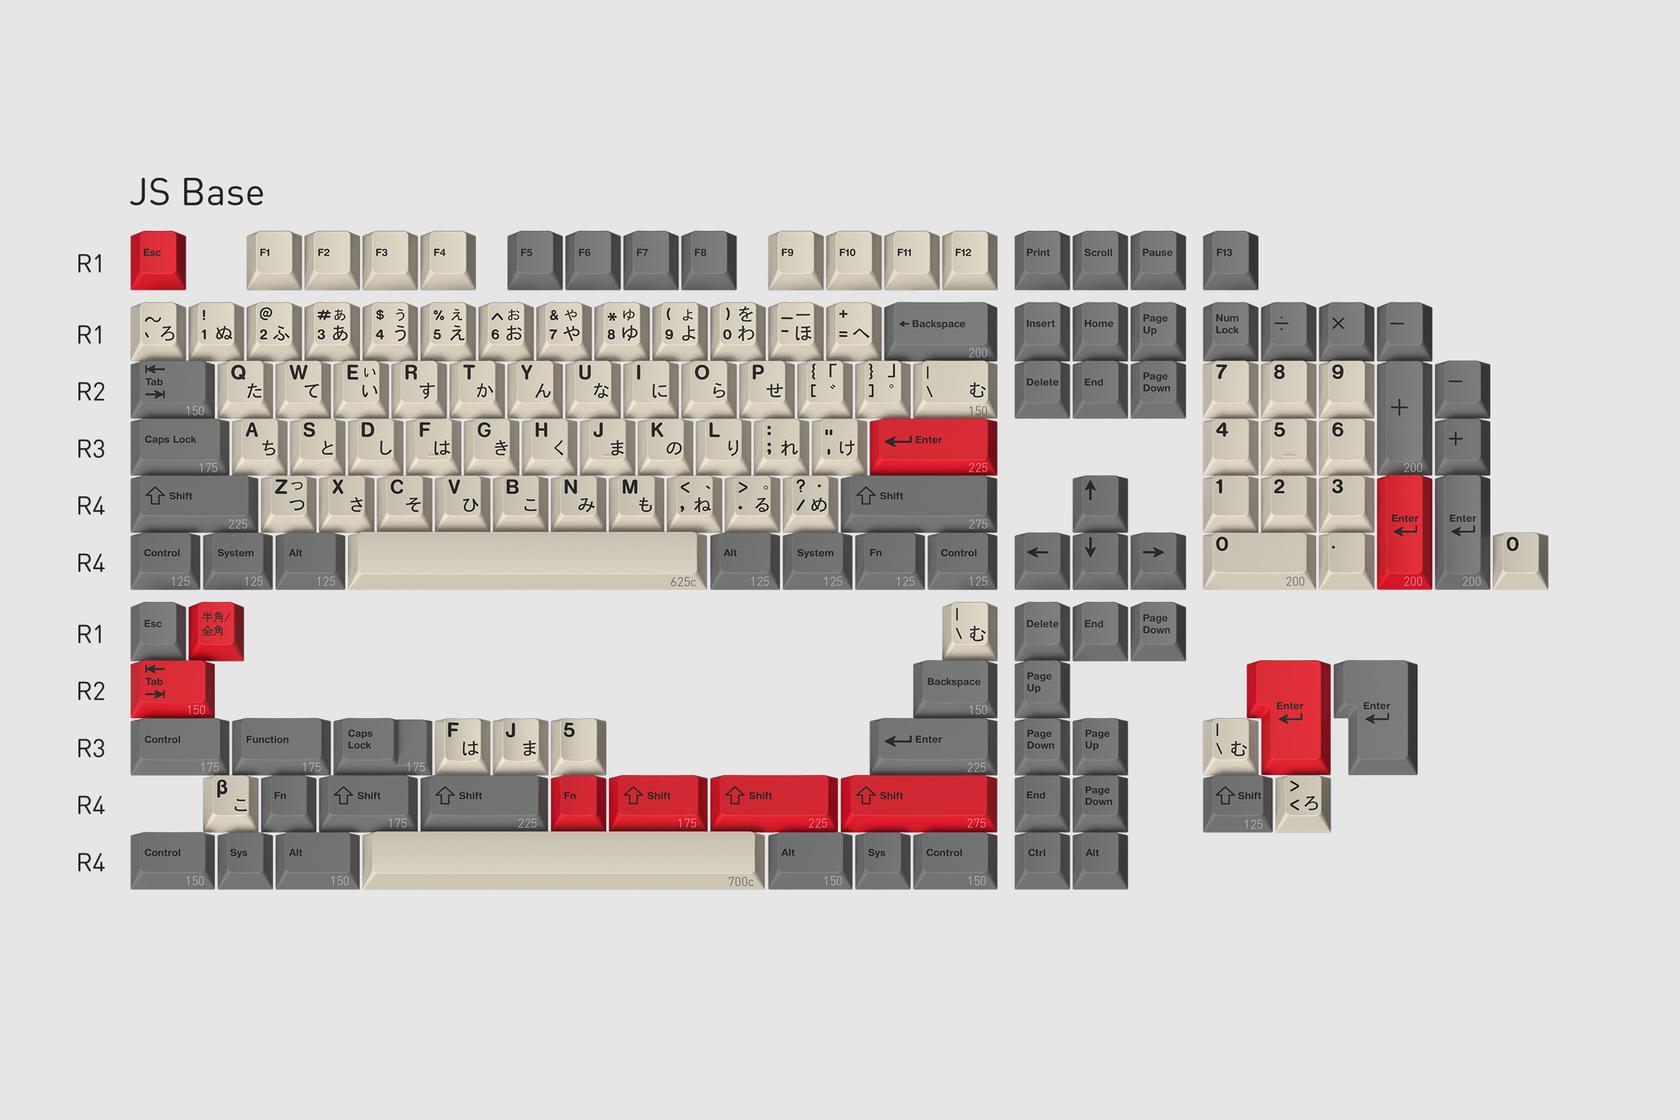 JS Base
R1 Esc F1 F2 F3 F4 F5 F6 F7 F8 F9 F10 F11 F12 Print Scroll Pause F13
R1 ～ 、 ろ ! 1 ぬ @ 2 ふ # ぁ 3 あ $ ぅ 4 う % ぇ 5 え ^ ぉ 6 お & ゃ 7 や * ゅ 8 ゆ ( ょ 9 よ ) を 0 わ _ ー - ほ + = へ ← Backspace 200 Insert Home Page Up Num Lock ÷ × −
R2 Tab 150 Q た W て E ぃ い R す T か Y ん U な I に O ら P せ { 「 [ ゛ } 」 ] ゜ | \ む 150 Delete End Page Down 7 8 9 + 200 −
R3 Caps Lock 175 A ち S と D し F は G き H く J ま K の L り : ; れ " ' け Enter 225 4 5 6 +
R4 Shift 225 Z っ つ X さ C そ V ひ B こ N み M も < 、 , ね > 。 . る ? ・ / め Shift 275 ↑ 1 2 3 Enter 200 Enter 200
R4 Control 125 System 125 Alt 125 625c Alt 125 System 125 Fn 125 Control 125 ← ↓ → 0 200 . 0
R1 Esc 半角/全角 | \ む Delete End Page Down
R2 Tab 150 Backspace 150 Page Up Enter Enter
R3 Control 175 Function 175 Caps Lock 175 F は J ま 5 Enter 225 Page Down Page Up | \ む
R4 β こ Fn Shift 175 Shift 225 Fn Shift 175 Shift 225 Shift 275 End Page Down Shift 125 > < ろ
R4 Control 150 Sys Alt 150 700c Alt 150 Sys Control 150 Ctrl Alt